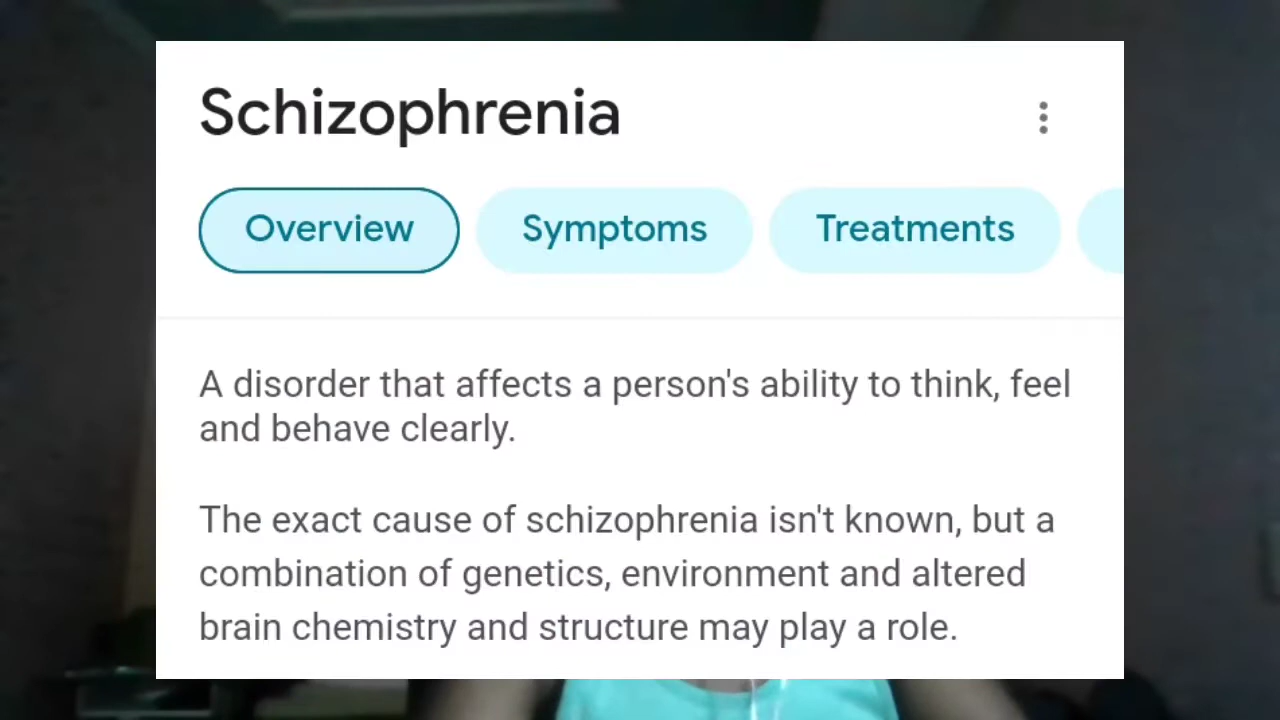 Schizophrenia
Overview Symptoms Treatments
A disorder that affects a person's ability to think, feel
and behave clearly.
The exact cause of schizophrenia isn't known, but a
combination of genetics, environment and altered
brain chemistry and structure may play a role.